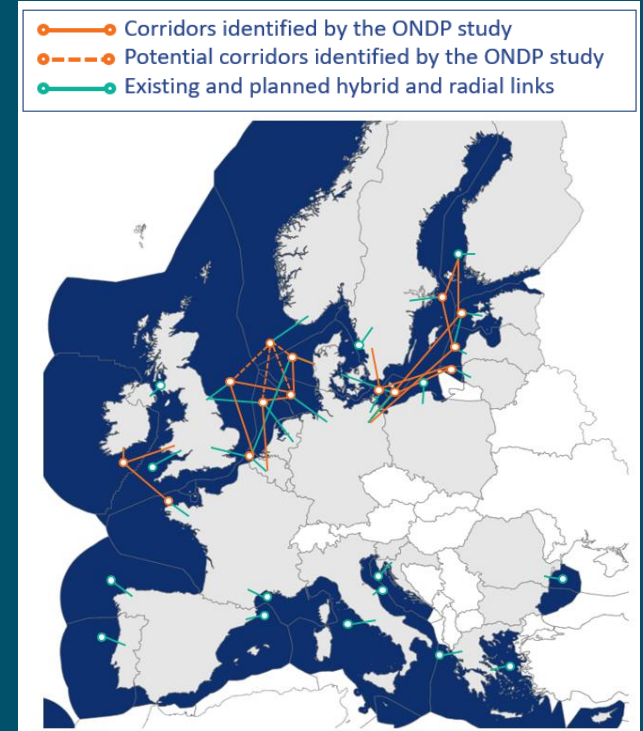 Corridors identified by the ONDP study
Potential corridors identified by the ONDP study
Existing and planned hybrid and radial links